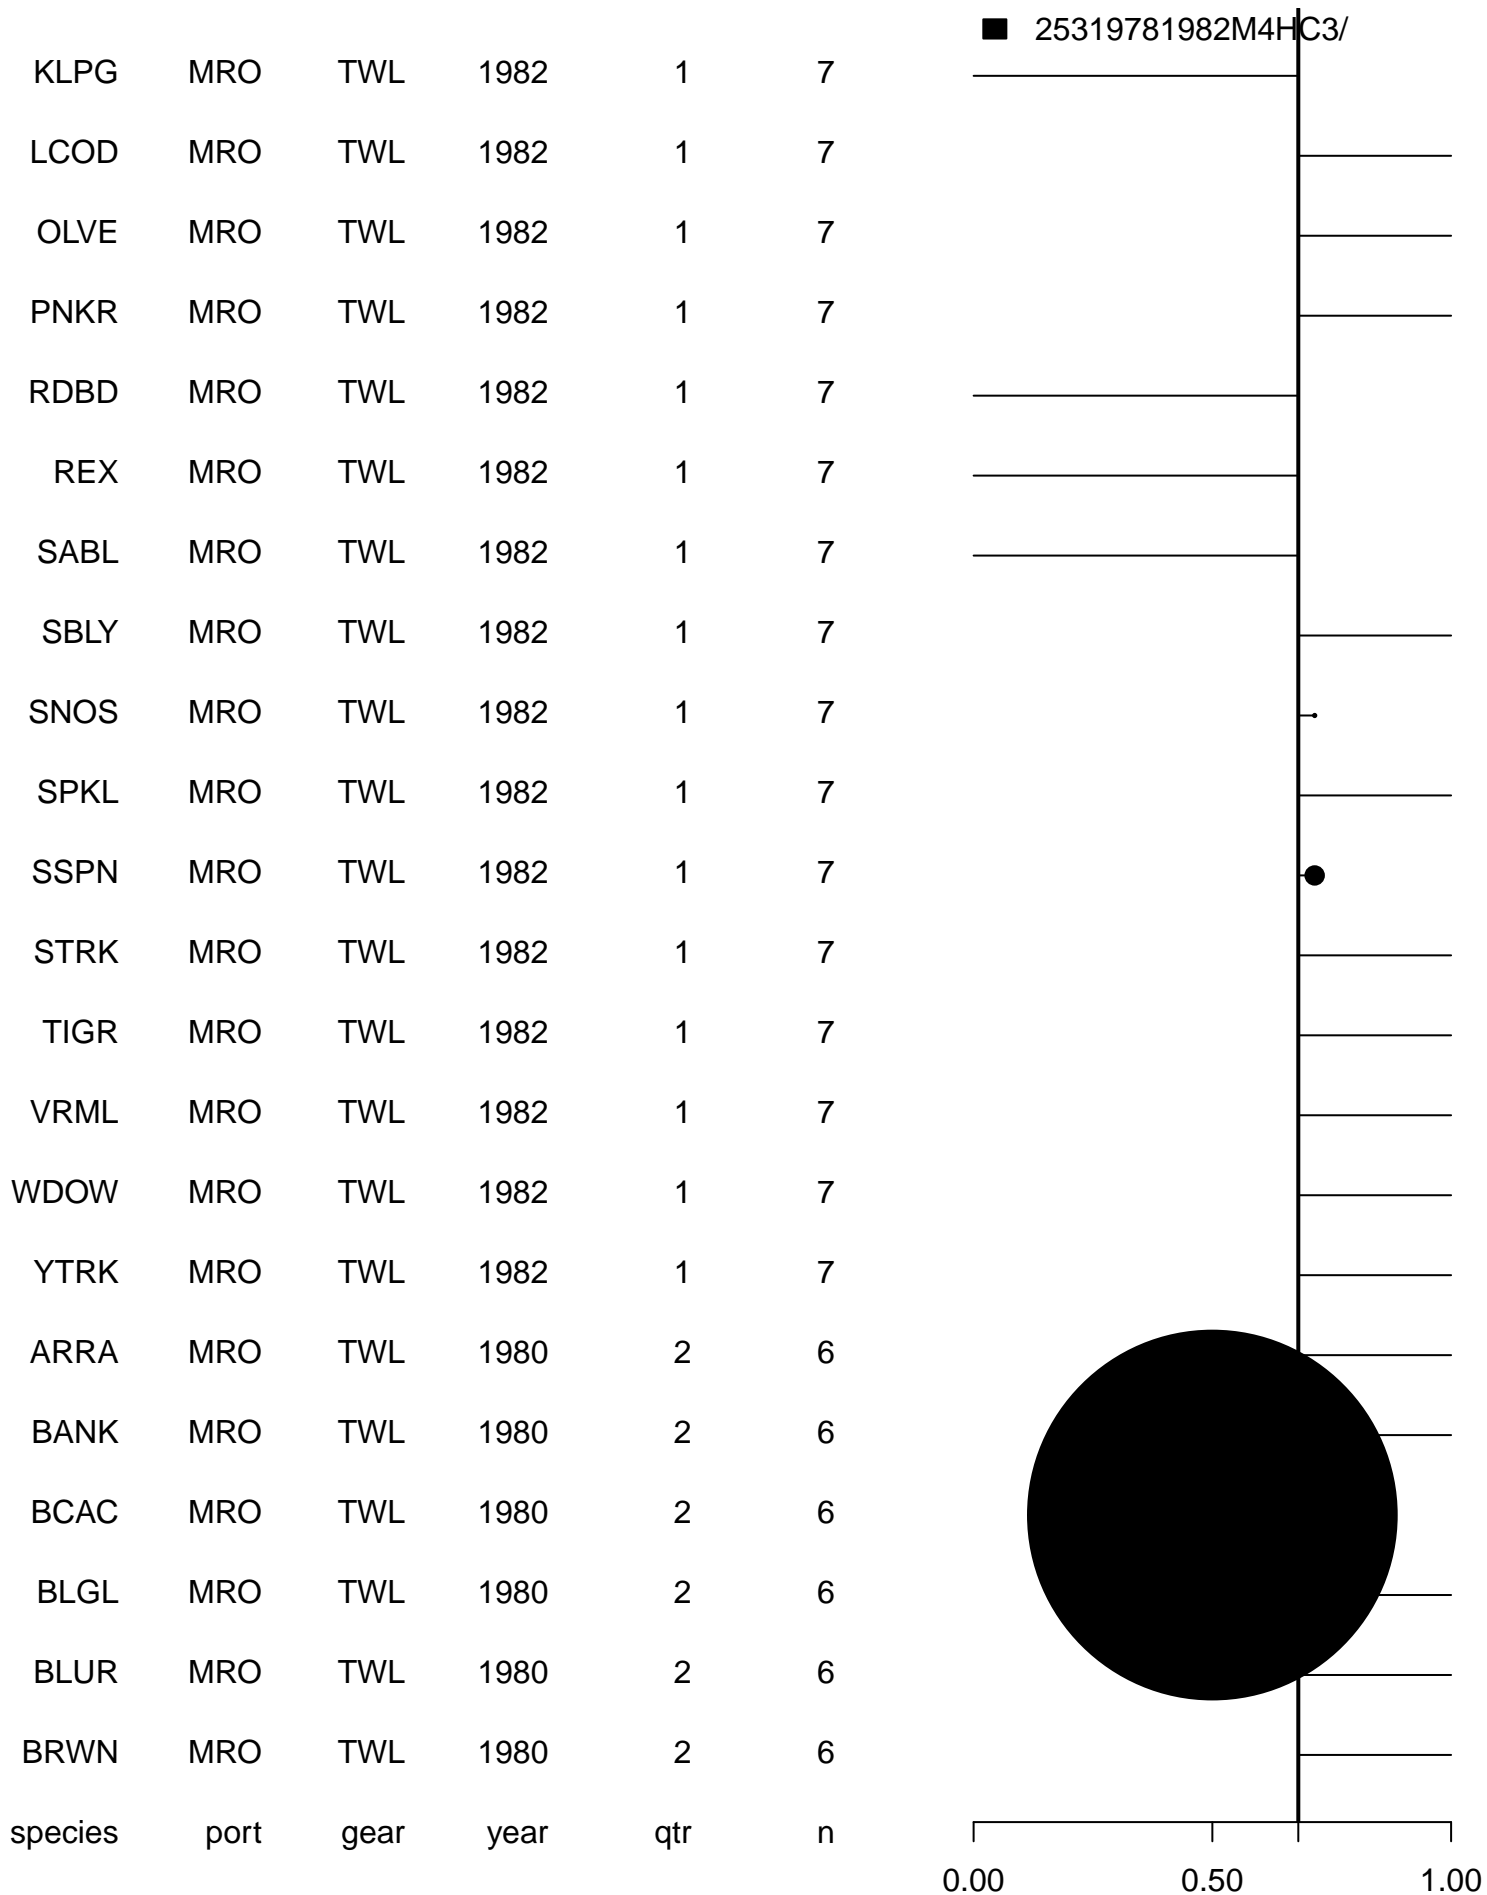 25319781982M4HC3/
KLPG MRO TWL 1982 1 7
LCOD MRO TWL 1982 1 7
OLVE MRO TWL 1982 1 7
PNKR MRO TWL 1982 1 7
RDBD MRO TWL 1982 1 7
REX MRO TWL 1982 1 7
SABL MRO TWL 1982 1 7
SBLY MRO TWL 1982 1 7
SNOS MRO TWL 1982 1 7
SPKL MRO TWL 1982 1 7
SSPN MRO TWL 1982 1 7
STRK MRO TWL 1982 1 7
TIGR MRO TWL 1982 1 7
VRML MRO TWL 1982 1 7
WDOW MRO TWL 1982 1 7
YTRK MRO TWL 1982 1 7
ARRA MRO TWL 1980 2 6
BANK MRO TWL 1980 2 6
BCAC MRO TWL 1980 2 6
BLGL MRO TWL 1980 2 6
BLUR MRO TWL 1980 2 6
BRWN MRO TWL 1980 2 6
species port gear year qtr n
0.00 0.50 1.00